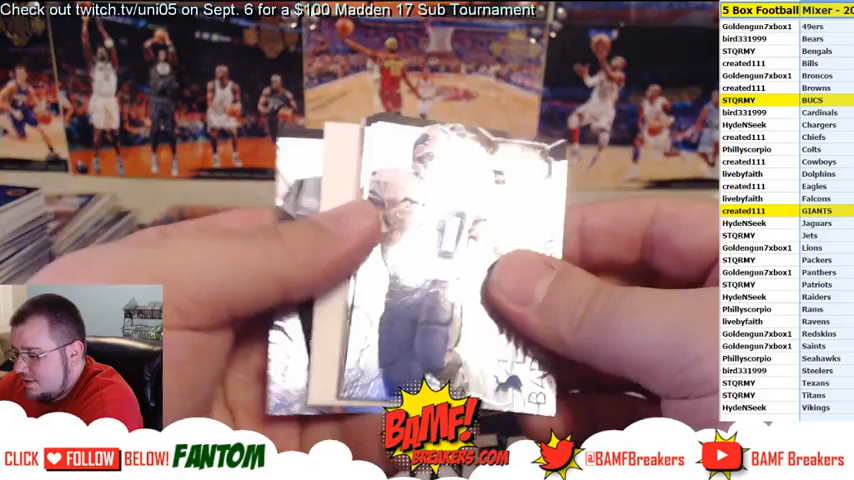 Check out twitch.tv/uni05 on Sept. 6 for a $100 Madden 17 Sub Tournament
5 Box Football Mixer - 20
Goldengun7xbox1 49ers
bird331999 Bears
STQRMY Bengals
created111 Bills
Goldengun7xbox1 Broncos
created111 Browns
STQRMY BUCS
bird331999 Cardinals
HydeNSeek Chargers
created111 Chiefs
Phillyscorpio Colts
created111 Cowboys
livebyfaith Dolphins
created111 Eagles
livebyfaith Falcons
created111 GIANTS
HydeNSeek Jaguars
STQRMY Jets
Goldengun7xbox1 Lions
STQRMY Packers
Goldengun7xbox1 Panthers
STQRMY Patriots
HydeNSeek Raiders
Phillyscorpio Rams
livebyfaith Ravens
Goldengun7xbox1 Redskins
Goldengun7xbox1 Saints
Phillyscorpio Seahawks
bird331999 Steelers
STQRMY Texans
STQRMY Titans
HydeNSeek Vikings
BAMF!
BREAKERS.COM
CLICK FOLLOW BELOW! FANTOM
@BAMFBreakers
BAMF Breakers